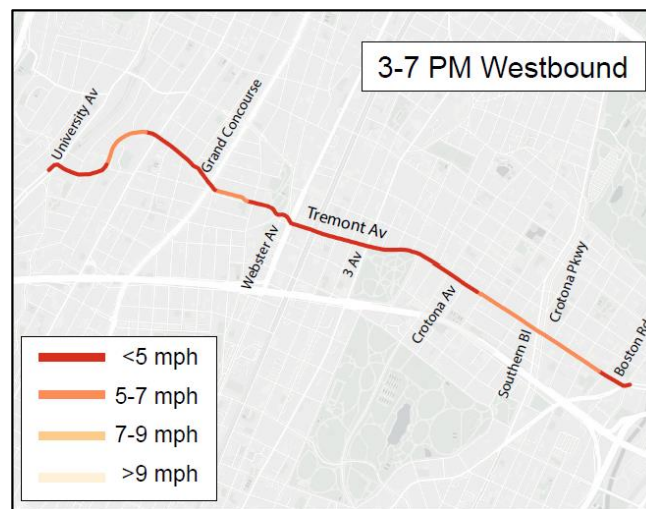 3-7 PM Westbound
University Av
Grand Concourse
Webster Av
Tremont Av
3 Av
Crotona Av
Southern Bl
Crotona Pkwy
Boston Rd
<5 mph
5-7 mph
7-9 mph
>9 mph